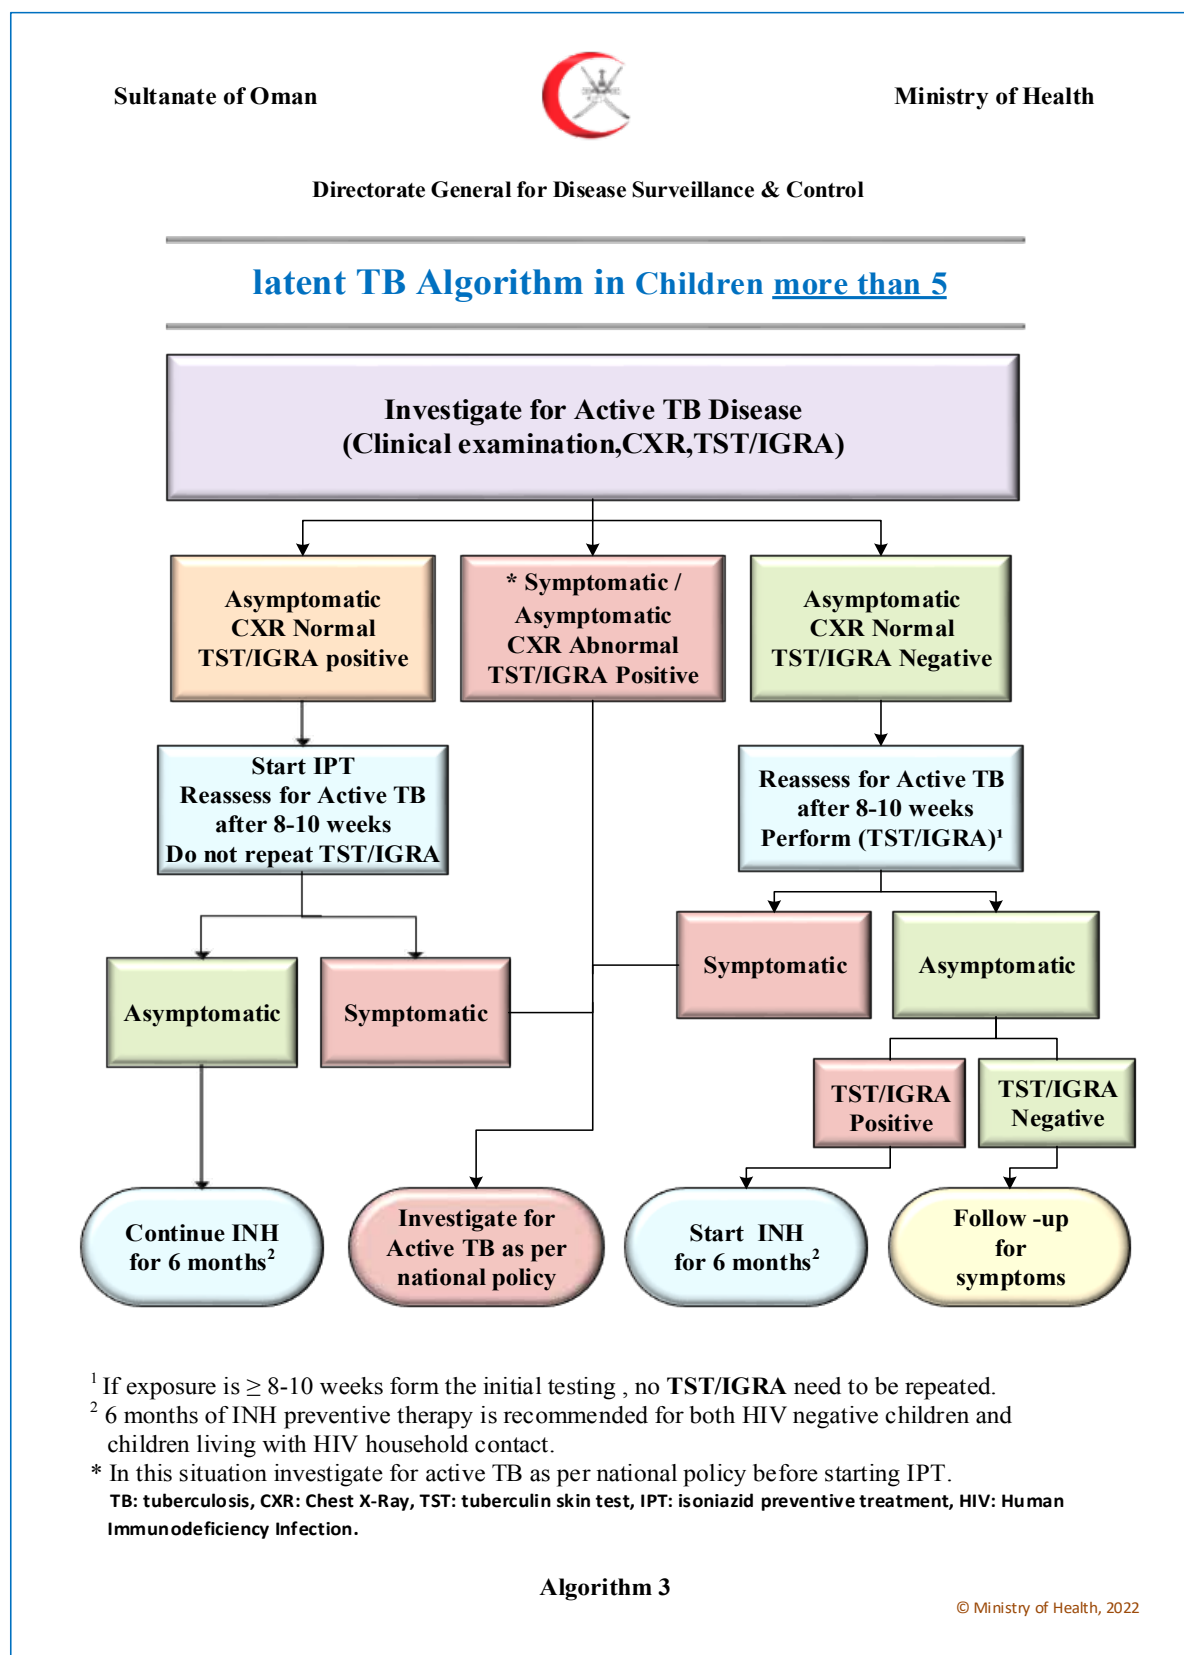 Sultanate of Oman
Ministry of Health
Directorate General for Disease Surveillance & Control
latent TB Algorithm in Children more than 5
Investigate for Active TB Disease
(Clinical examination,CXR,TST/IGRA)
Asymptomatic
CXR Normal
TST/IGRA positive
* Symptomatic /
Asymptomatic
CXR Abnormal
TST/IGRA Positive
Asymptomatic
CXR Normal
TST/IGRA Negative
Start IPT
Reassess for Active TB
after 8-10 weeks
Do not repeat TST/IGRA
Reassess for Active TB
after 8-10 weeks
Perform (TST/IGRA)¹
Symptomatic
Asymptomatic
Asymptomatic
Symptomatic
TST/IGRA
Positive
TST/IGRA
Negative
Continue INH
for 6 months²
Investigate for
Active TB as per
national policy
Start INH
for 6 months²
Follow -up
for
symptoms
¹ If exposure is ≥ 8-10 weeks form the initial testing , no TST/IGRA need to be repeated.
² 6 months of INH preventive therapy is recommended for both HIV negative children and
children living with HIV household contact.
* In this situation investigate for active TB as per national policy before starting IPT.
TB: tuberculosis, CXR: Chest X-Ray, TST: tuberculin skin test, IPT: isoniazid preventive treatment, HIV: Human
Immunodeficiency Infection.
Algorithm 3
© Ministry of Health, 2022